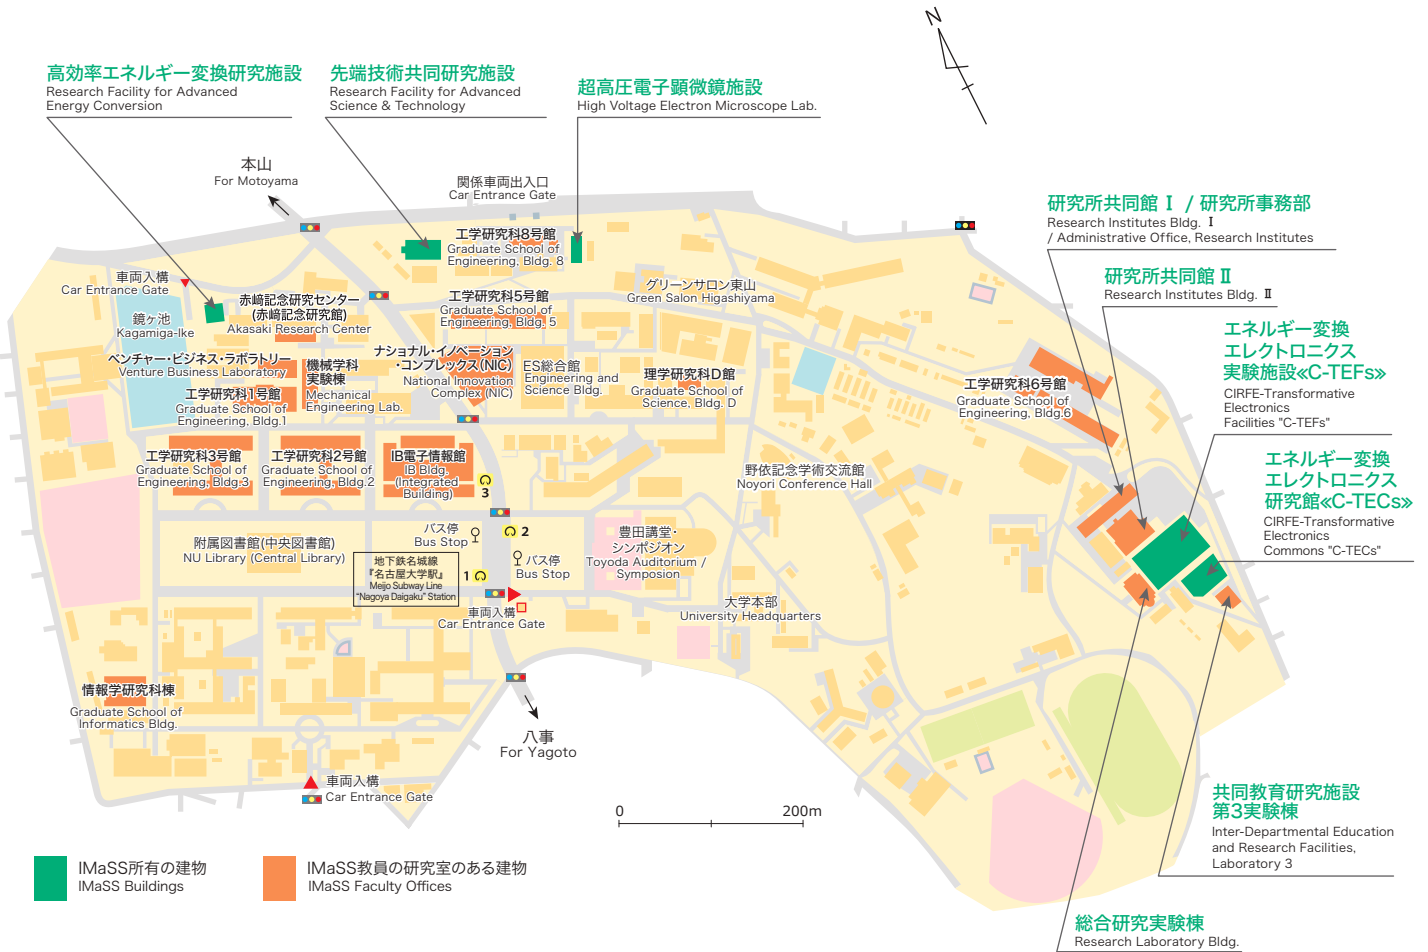 N
高効率エネルギー変換研究施設
Research Facility for Advanced
Energy Conversion
先端技術共同研究施設
Research Facility for Advanced
Science & Technology
超高圧電子顕微鏡施設
High Voltage Electron Microscope Lab.
本山
For Motoyama
関係車両出入口
Car Entrance Gate
研究所共同館 Ⅰ / 研究所事務部
Research Institutes Bldg. Ⅰ
/ Administrative Office, Research Institutes
研究所共同館 Ⅱ
Research Institutes Bldg. Ⅱ
エネルギー変換
エレクトロニクス
実験施設≪C-TEFs≫
CIRFE-Transformative
Electronics
Facilities "C-TEFs"
エネルギー変換
エレクトロニクス
研究館≪C-TECs≫
CIRFE-Transformative
Electronics
Commons "C-TECs"
工学研究科8号館
Graduate School of
Engineering, Bldg. 8
車両入構
Car Entrance Gate
鏡ヶ池
Kagamiga-Ike
赤﨑記念研究センター
(赤﨑記念研究館)
Akasaki Research Center
工学研究科5号館
Graduate School of
Engineering, Bldg. 5
グリーンサロン東山
Green Salon Higashiyama
ベンチャー・ビジネス・ラボラトリー
Venture Business Laboratory
機械学科
実験棟
Mechanical
Engineering Lab.
ナショナル・イノベーション
・コンプレックス(NIC)
National Innovation
Complex (NIC)
ES総合館
Engineering and
Science Bldg.
理学研究科D館
Graduate School of
Science, Bldg. D
工学研究科6号館
Graduate School of
Engineering, Bldg.6
工学研究科1号館
Graduate School of
Engineering, Bldg.1
工学研究科3号館
Graduate School of
Engineering, Bldg.3
工学研究科2号館
Graduate School of
Engineering, Bldg.2
IB電子情報館
IB Bldg.
(Integrated
Building)
3
野依記念学術交流館
Noyori Conference Hall
附属図書館(中央図書館)
NU Library (Central Library)
バス停
Bus Stop
2
バス停
Bus Stop
豊田講堂・
シンポジオン
Toyoda Auditorium /
Symposion
地下鉄名城線
『名古屋大学駅』
Meijo Subway Line
"Nagoya Daigaku" Station
1
車両入構
Car Entrance Gate
大学本部
University Headquarters
情報学研究科棟
Graduate School of
Informatics Bldg.
八事
For Yagoto
車両入構
Car Entrance Gate
0
200m
共同教育研究施設
第3実験棟
Inter-Departmental Education
and Research Facilities,
Laboratory 3
総合研究実験棟
Research Laboratory Bldg.
IMaSS所有の建物
IMaSS Buildings
IMaSS教員の研究室のある建物
IMaSS Faculty Offices